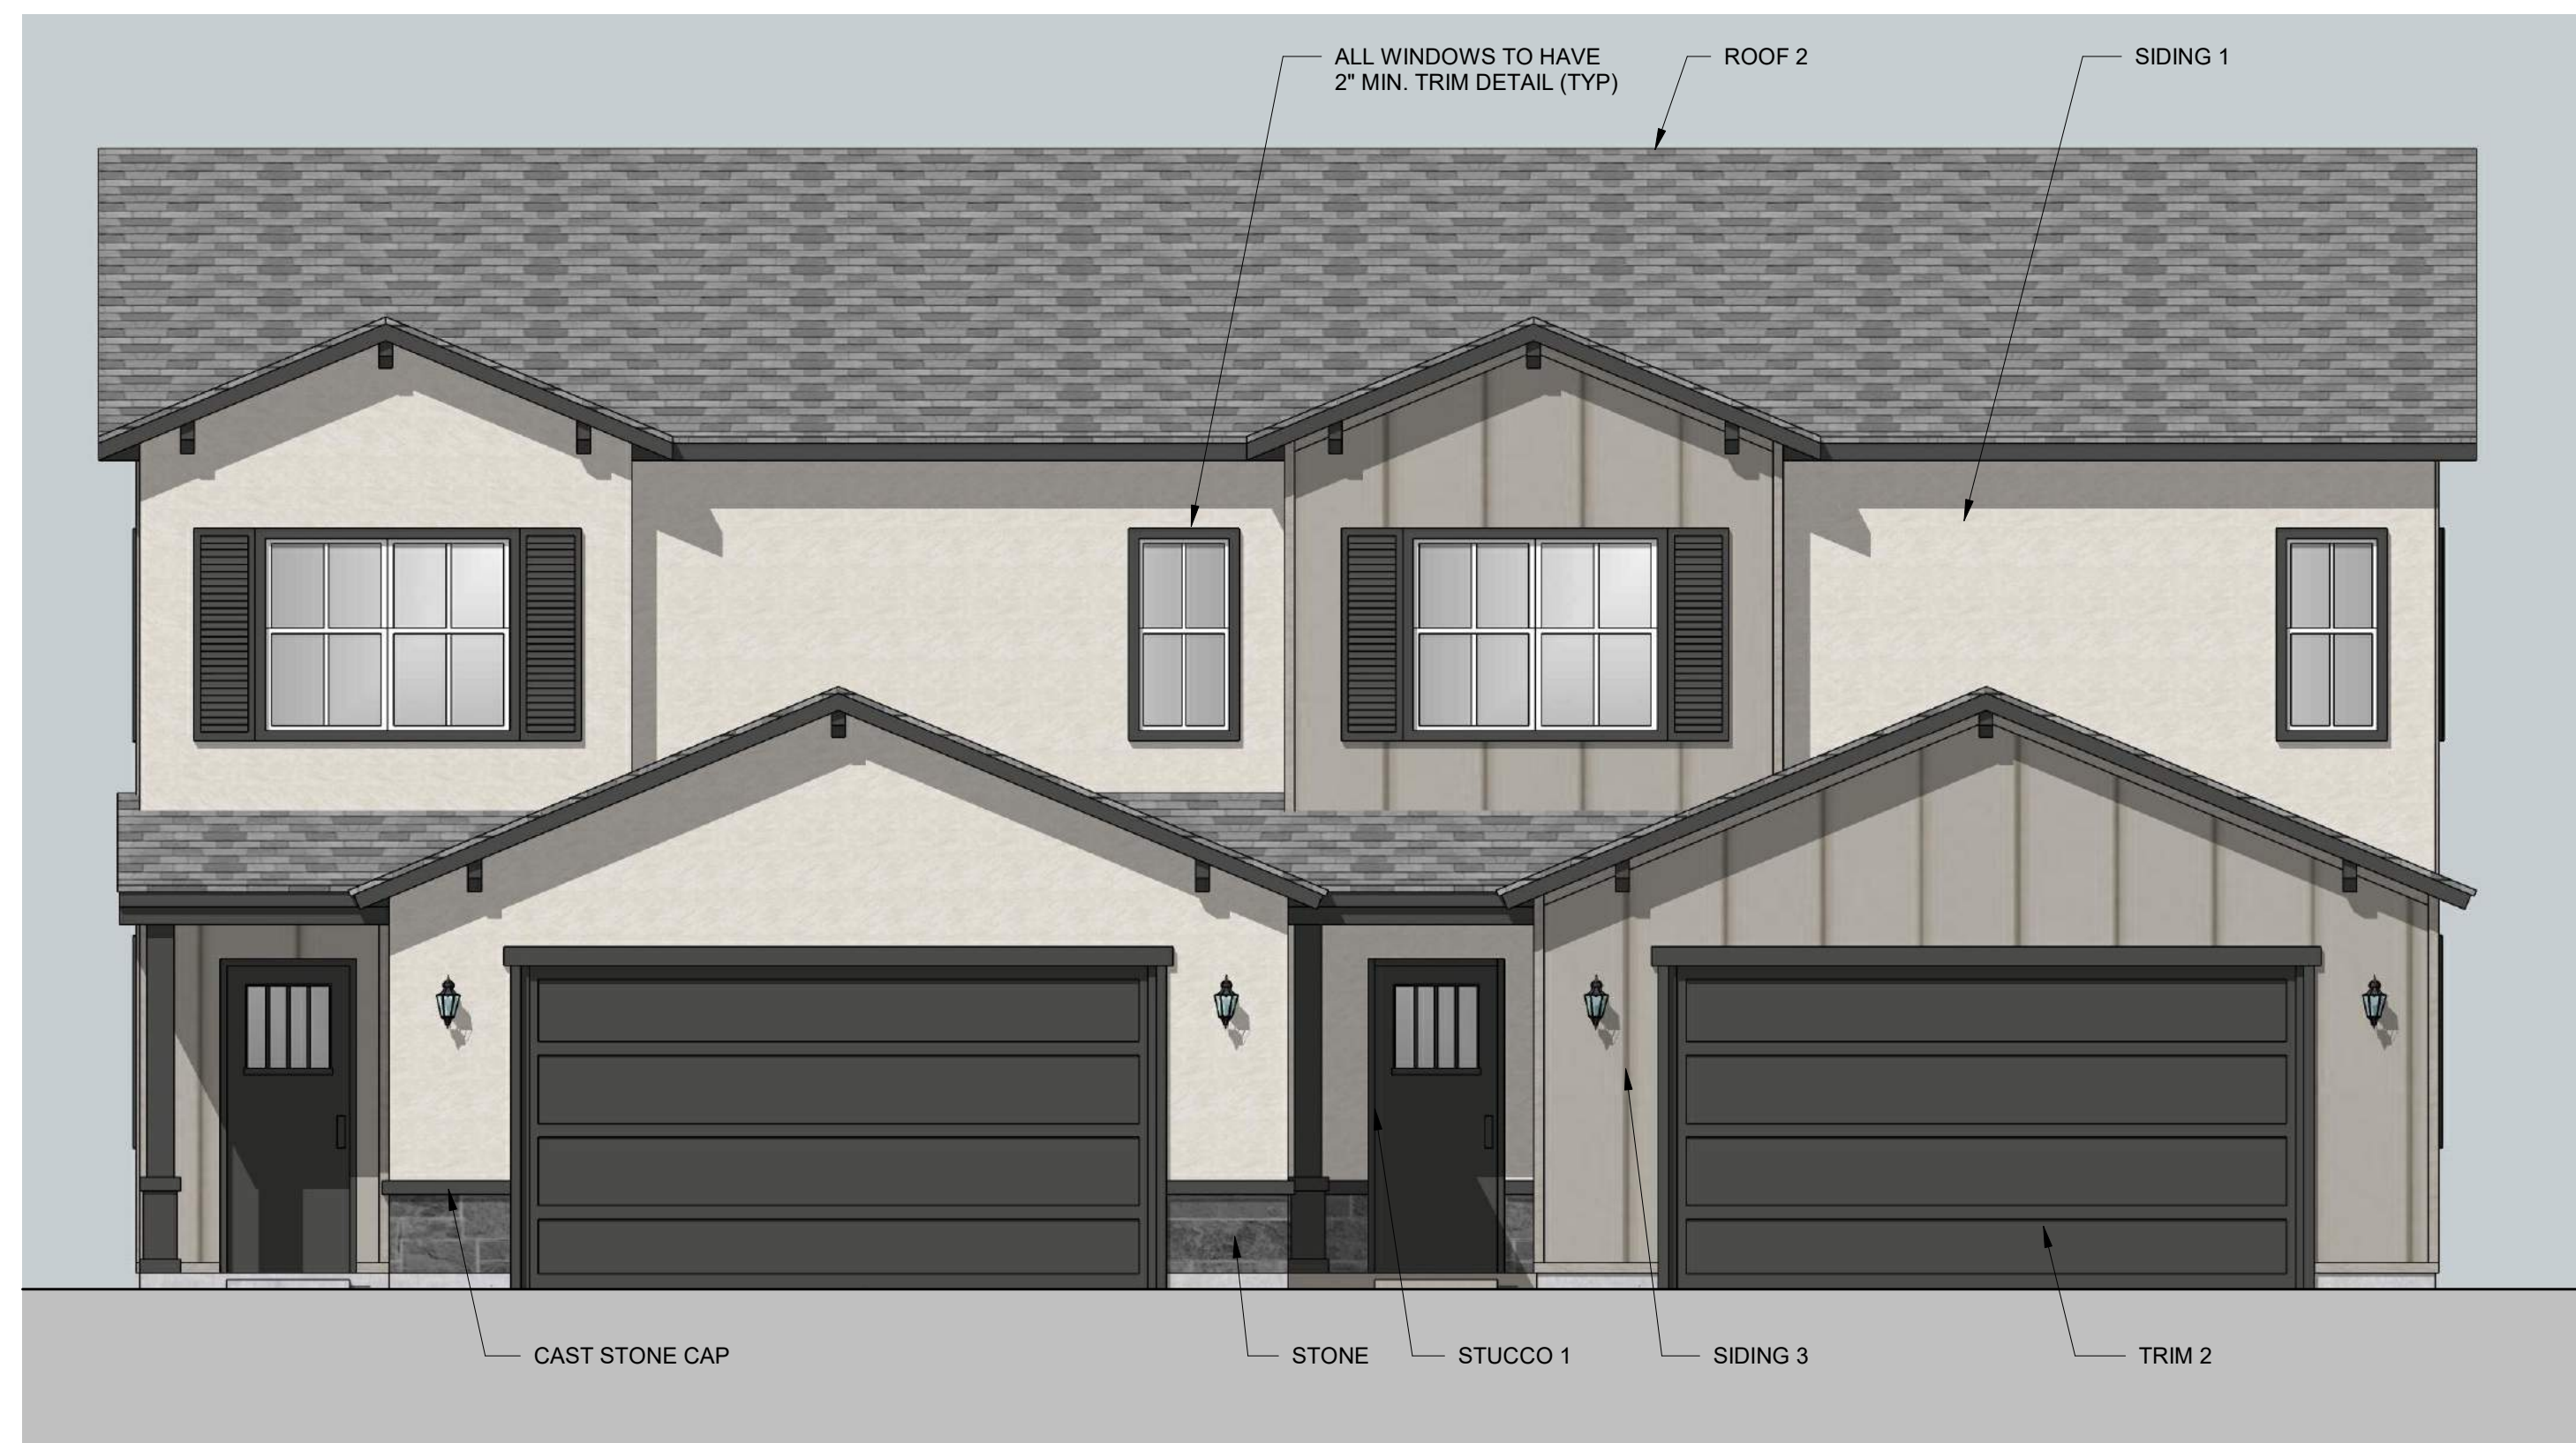 ALL WINDOWS TO HAVE
2" MIN. TRIM DETAIL (TYP)
ROOF 2
SIDING 1
CAST STONE CAP
STONE
STUCCO 1
SIDING 3
TRIM 2